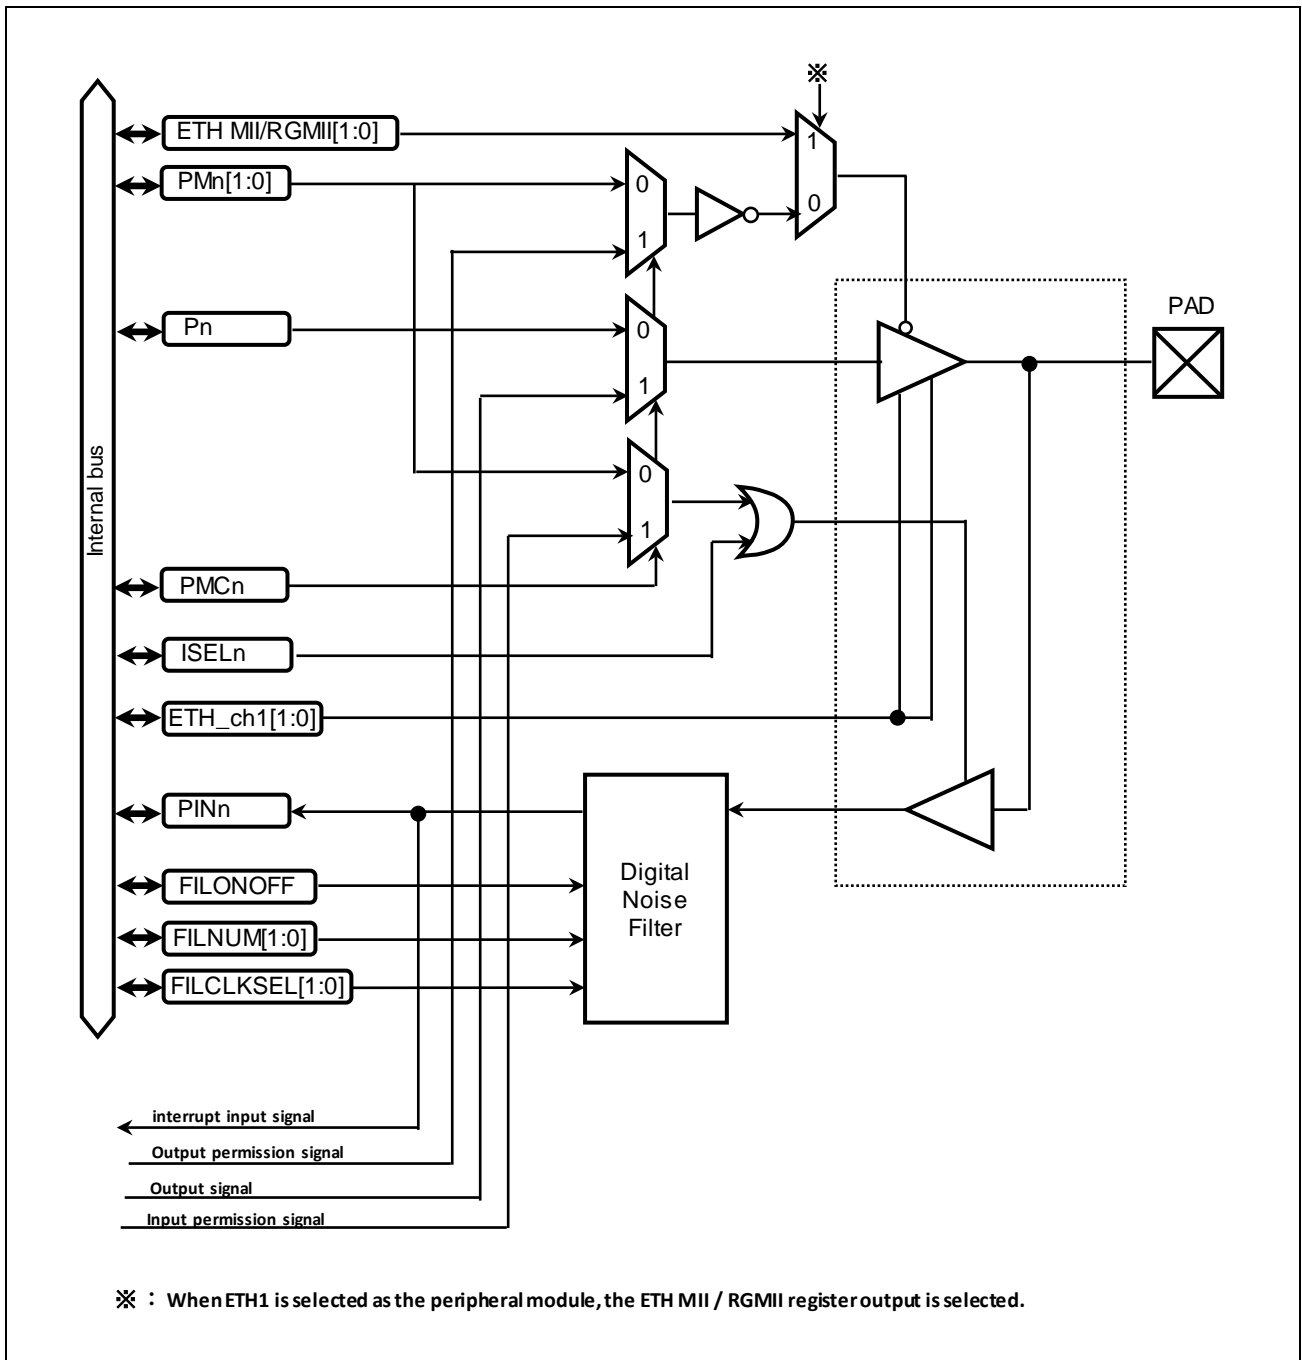 ※
ETH MII/RGMII[1:0]
1
PMn[1:0]
0
0
1
PAD
Pn
0
1
Internal bus
0
1
PMCn
ISELn
ETH_ch1[1:0]
PINn
Digital
Noise
Filter
FILONOFF
FILNUM[1:0]
FILCLKSEL[1:0]
interrupt input signal
Output permission signal
Output signal
Input permission signal
※ : When ETH1 is selected as the peripheral module, the ETH MII / RGMII register output is selected.